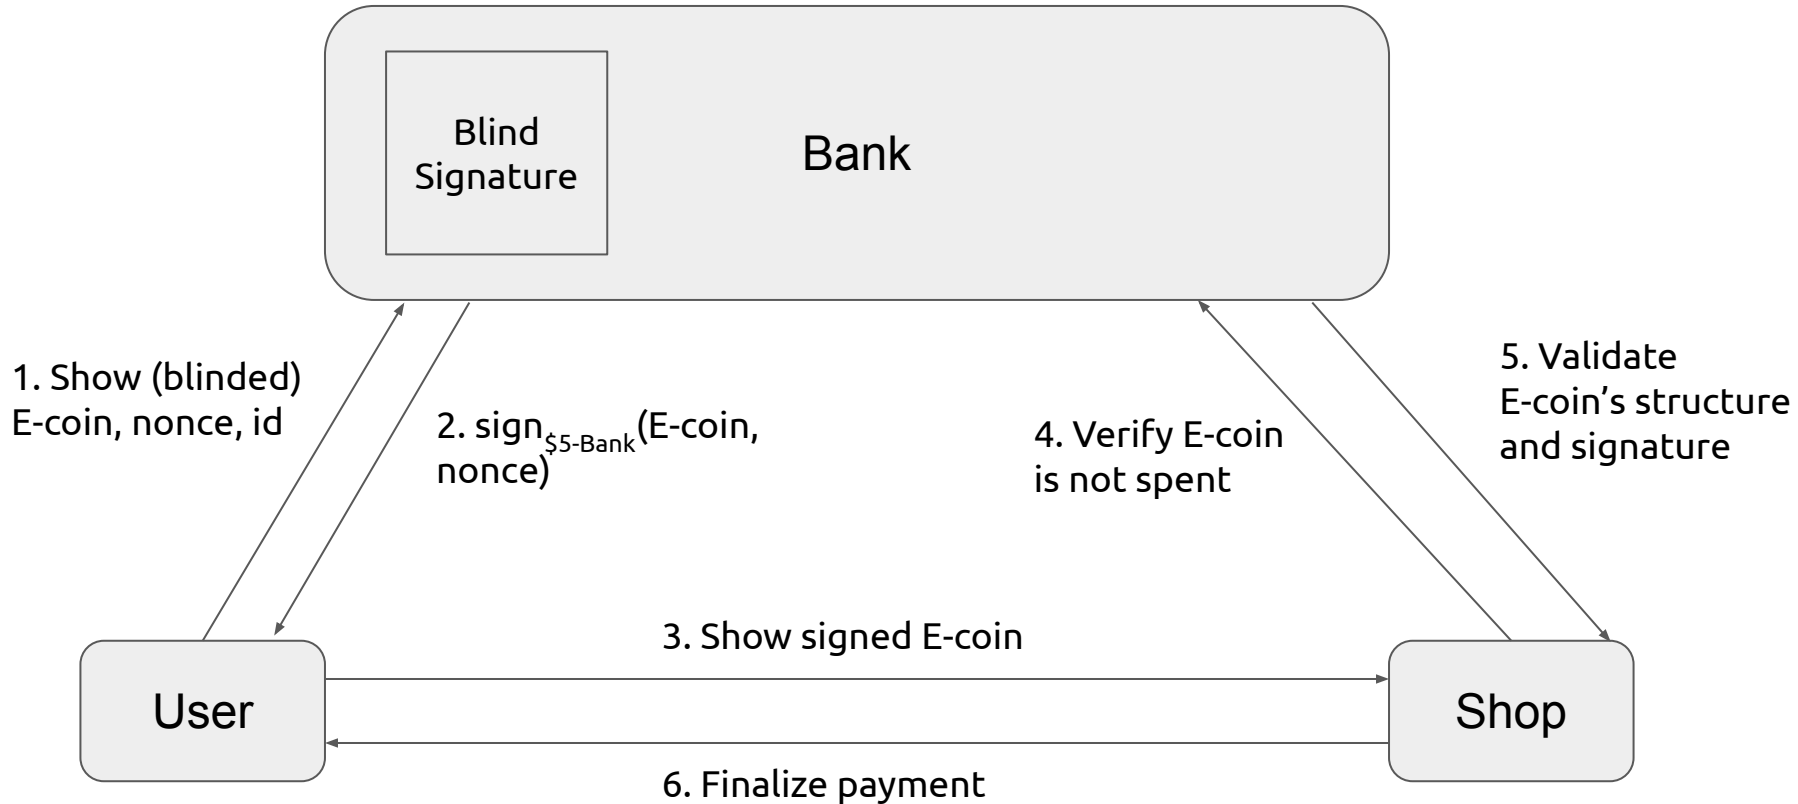 Blind
Signature
Bank
1. Show (blinded)
E-coin, nonce, id
2. sign$5-Bank(E-coin,
nonce)
4. Verify E-coin
is not spent
5. Validate
E-coin’s structure
and signature
3. Show signed E-coin
User
Shop
6. Finalize payment